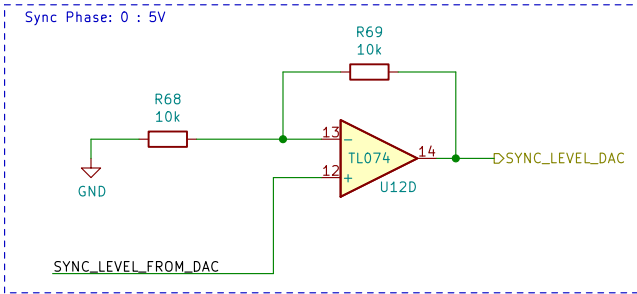 Sync Phase: 0 : 5V
R69
10k
R68
10k
13
-
TL074
14
SYNC_LEVEL_DAC
12
+
U12D
GND
SYNC_LEVEL_FROM_DAC